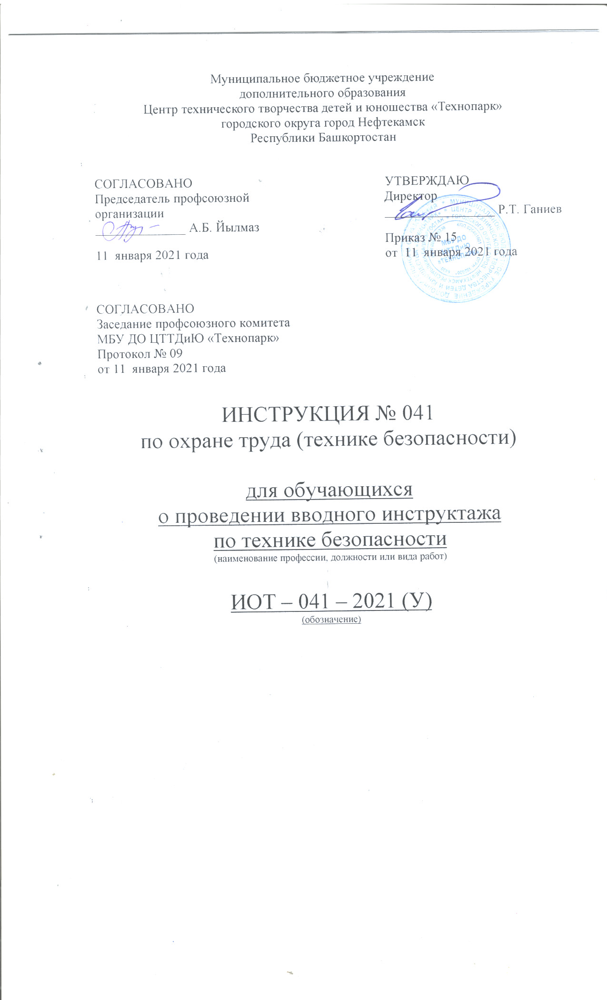 Муниципальное бюджетное учреждение
дополнительного образования
Центр технического творчества детей и юношества «Технопарк»
городского округа город Нефтекамск
Республики Башкортостан
СОГЛАСОВАНО
Председатель профсоюзной
организации
А.Б. Йылмаз
11 января 2021 года
УТВЕРЖДАЮ
Директор
Р.Т. Ганиев
Приказ № 15
от 11 января 2021 года
МБУ ДО
ЦТТДиЮ
«ТЕХНОПАРК»
СОГЛАСОВАНО
Заседание профсоюзного комитета
МБУ ДО ЦТТДиЮ «Технопарк»
Протокол № 09
от 11 января 2021 года
ИНСТРУКЦИЯ № 041
по охране труда (технике безопасности)
для обучающихся
о проведении вводного инструктажа
по технике безопасности
(наименование профессии, должности или вида работ)
ИОТ – 041 – 2021 (У)
(обозначение)